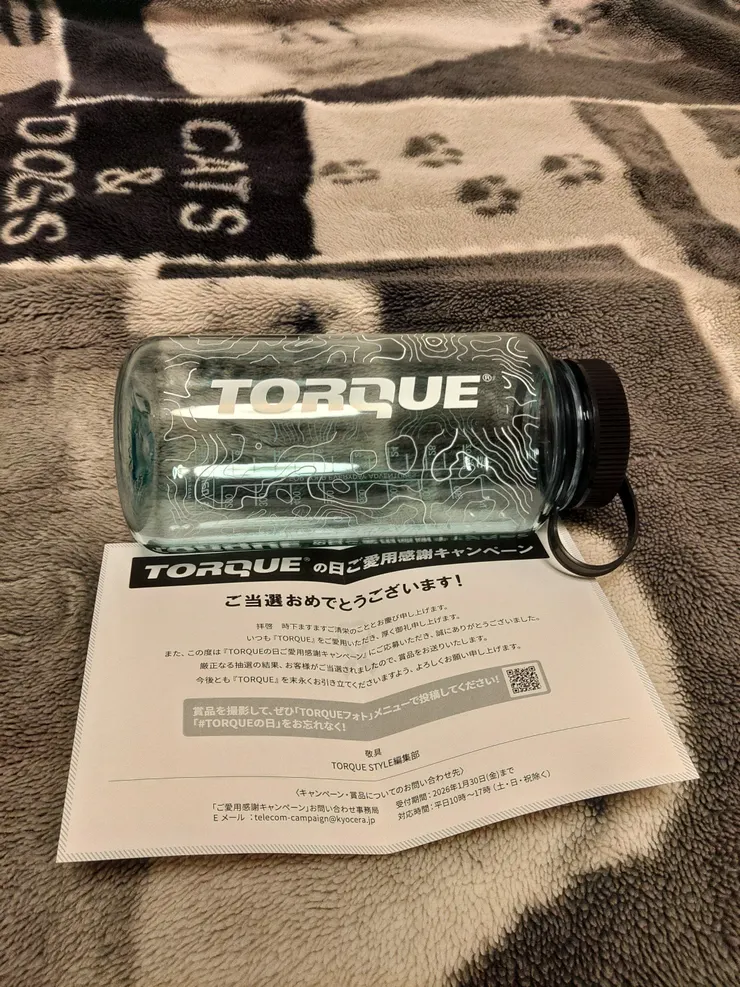 CATS
&
DOGS
TORQUE®
TORQUE®の日ご愛用感謝キャンペーン
ご当選おめでとうございます！
拝啓　時下ますますご清栄のこととお慶び申し上げます。
いつも『TORQUE』をご愛用いただき、厚く御礼申し上げます。
また、この度は『TORQUEの日ご愛用感謝キャンペーン』にご応募いただき、誠にありがとうございました。
厳正なる抽選の結果、お客様がご当選されましたので、賞品をお送りいたします。
今後とも『TORQUE』を末永くお引き立てくださいますよう、よろしくお願い申し上げます。
賞品を撮影して、ぜひ「TORQUEフォト」メニューで投稿してください！
「#TORQUEの日」をお忘れなく！
敬具
TORQUE STYLE編集部
〈キャンペーン・賞品についてのお問い合わせ先〉
「ご愛用感謝キャンペーン」お問い合わせ事務局
Eメール：telecom-campaign@kyocera.jp
受付期間：2026年1月30日(金)まで
対応時間：平日10時～17時（土・日・祝除く）